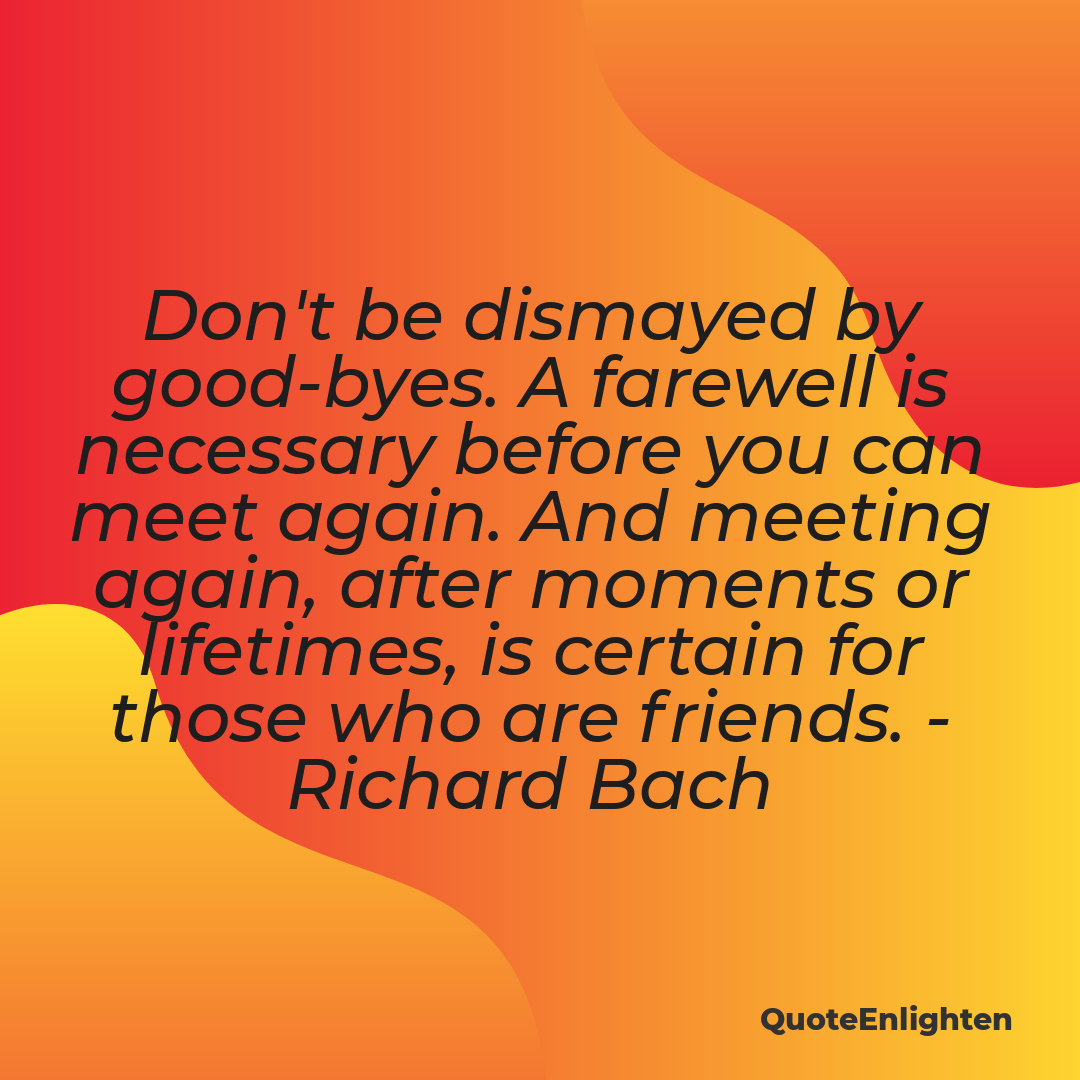 Don't be dismayed by
good-byes. A farewell is
necessary before you can
meet again. And meeting
again, after moments or
lifetimes, is certain for
those who are friends. -
Richard Bach
QuoteEnlighten